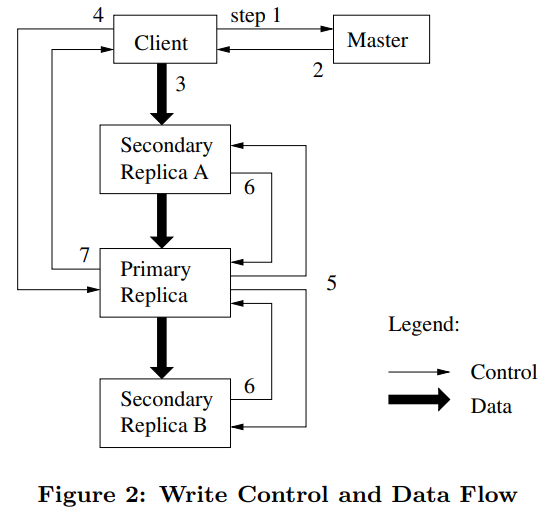 4
step 1
Client
Master
2
3
Secondary
Replica A
6
7
Primary
Replica
5
Legend:
Control
Data
6
Secondary
Replica B
Figure 2: Write Control and Data Flow